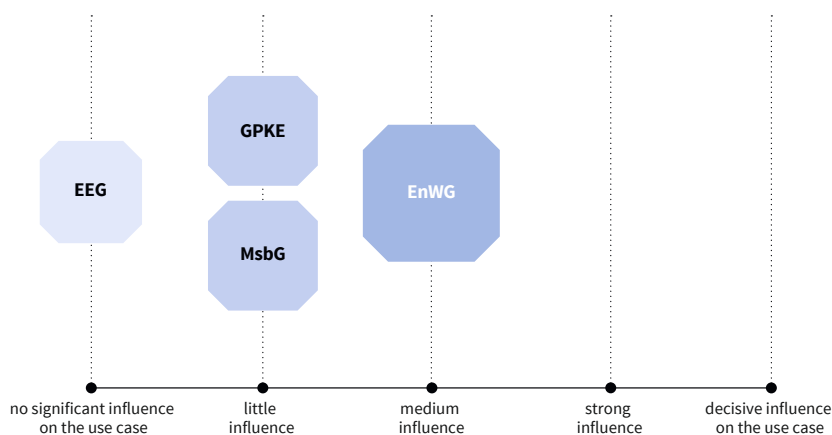 GPKE
EEG
EnWG
MsbG
no significant influence
on the use case
little
influence
medium
influence
strong
influence
decisive influence
on the use case